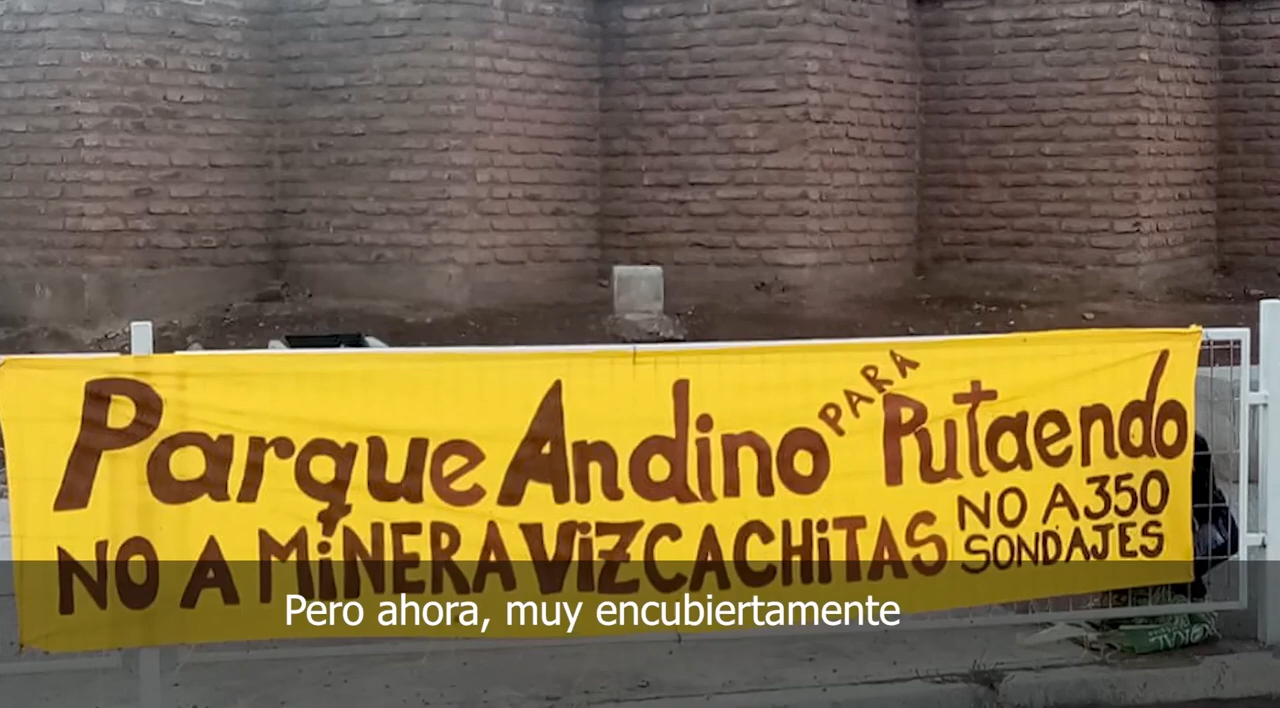 Parque Andino PARA Putaendo
NO A MiNERA ViZCACHiTAS
NO A 350
SONDAJES
Pero ahora, muy encubiertamente